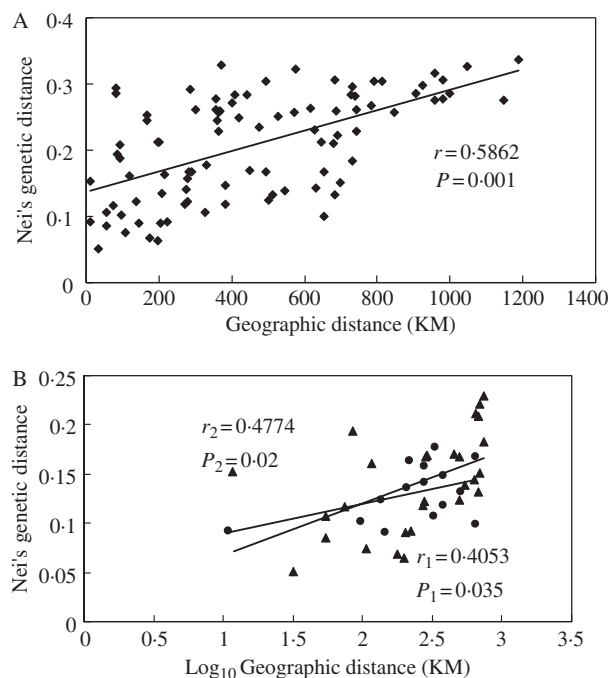 A
0·4
0·3
0·2
0·1
0
Nei's genetic distance
r=0·5862
P=0·001
0 200 400 600 800 1000 1200 1400
Geographic distance (KM)
B
0·25
0·2
0·15
0·1
0·05
0
Nei's genetic distance
r2=0·4774
P2=0·02
r1=0·4053
P1=0·035
0 0·5 1 1·5 2 2·5 3 3·5
Log10 Geographic distance (KM)